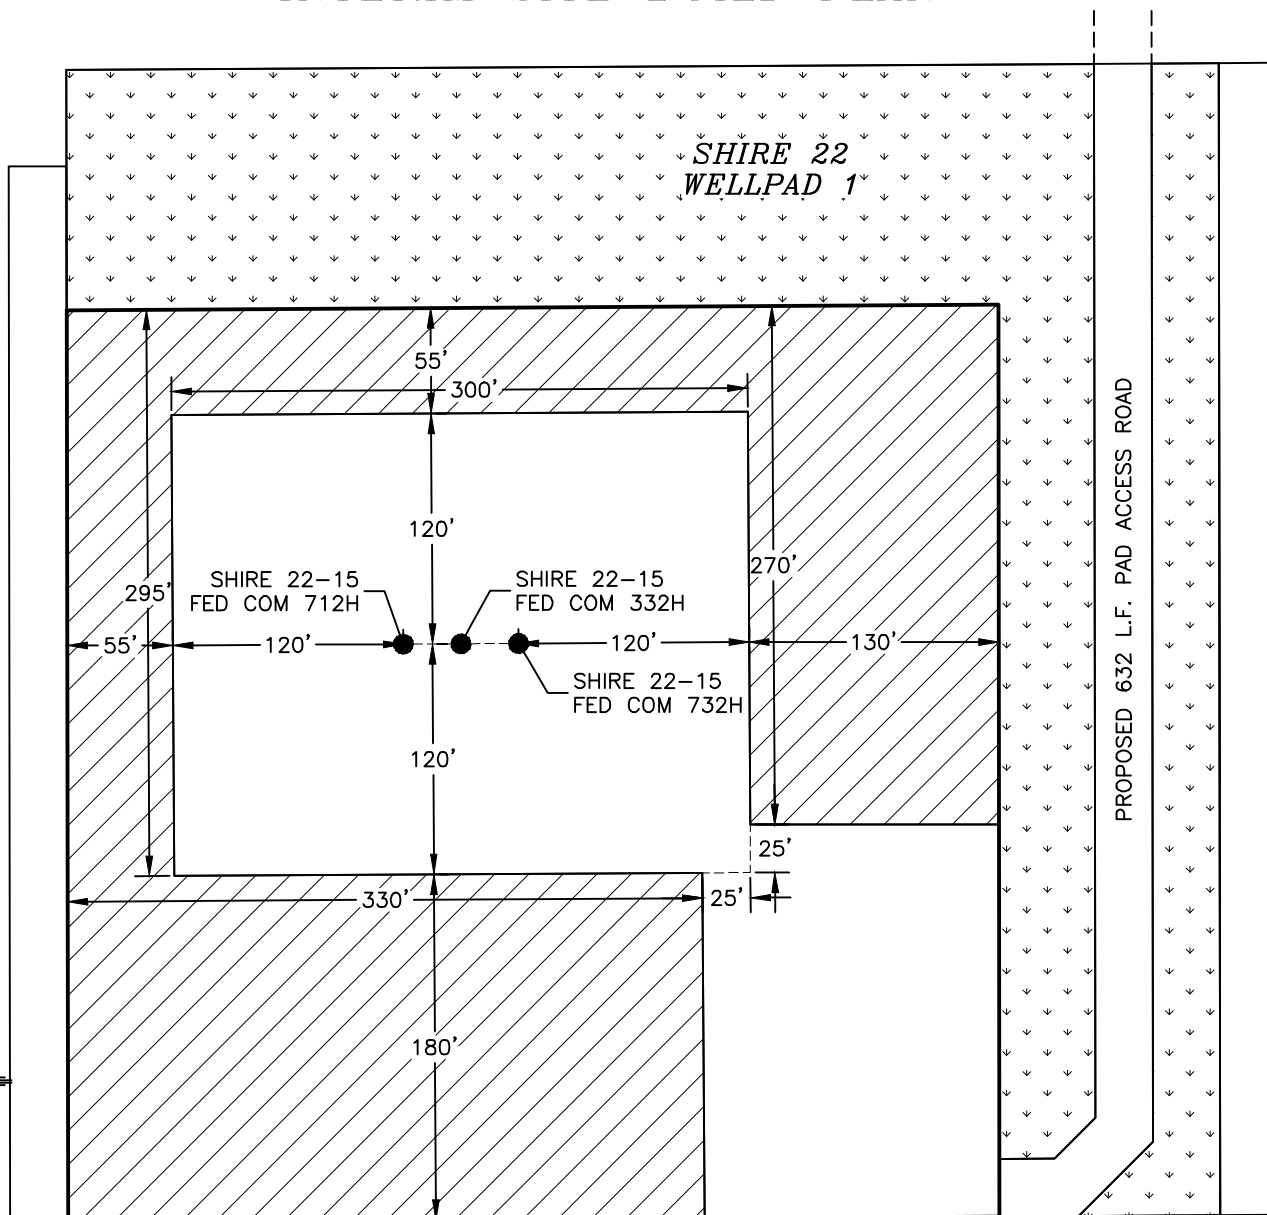 SHIRE 22
WELLPAD 1
55'
300'
120'
295'
270'
SHIRE 22-15
FED COM 712H
SHIRE 22-15
FED COM 332H
55'
120'
120'
130'
SHIRE 22-15
FED COM 732H
120'
25'
330'
25'
180'
PROPOSED 632 L.F. PAD ACCESS ROAD